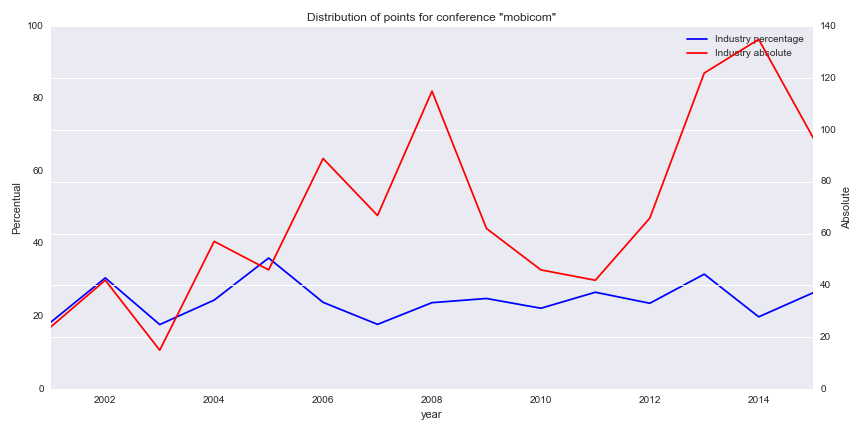 Distribution of points for conference "mobicom"
100
80
60
40
20
0
Percentual
Industry percentage
Industry absolute
140
120
100
80
60
40
20
0
Absolute
2002 2004 2006 2008 2010 2012 2014
year